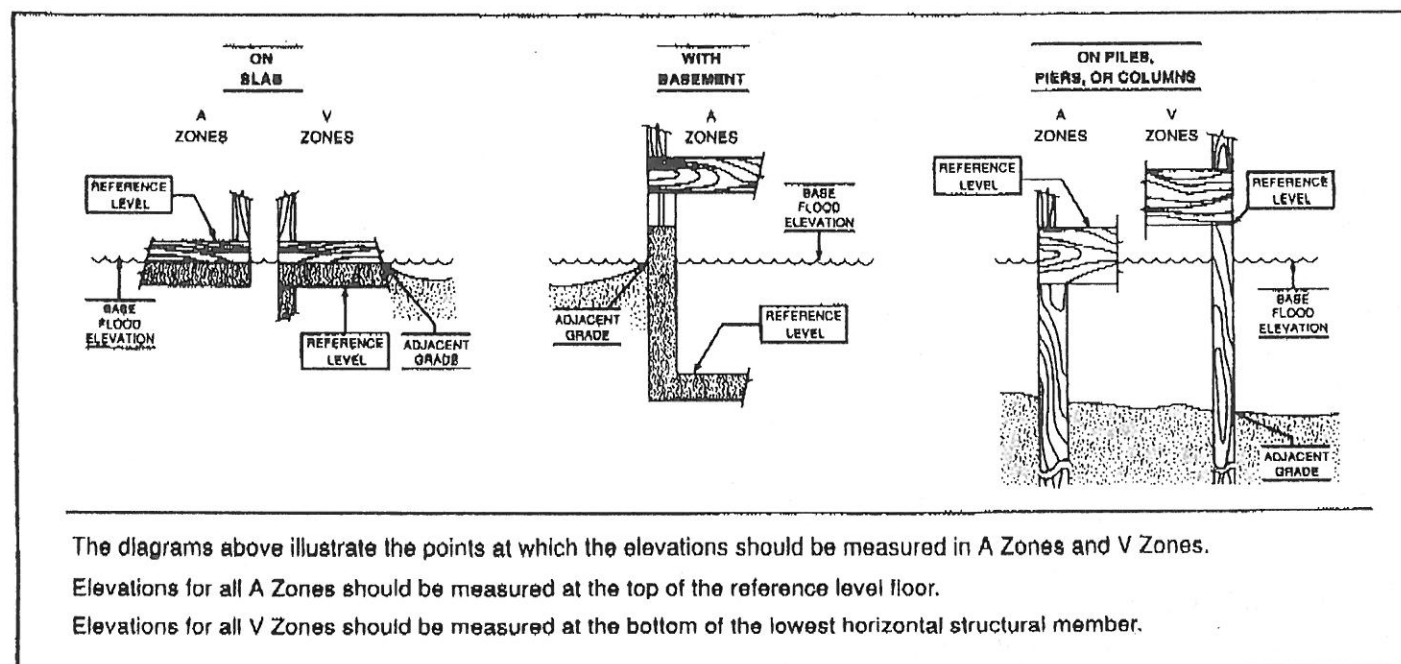 ON
SLAB
A
ZONES
V
ZONES
REFERENCE
LEVEL
BASE
FLOOD
ELEVATION
REFERENCE
LEVEL
ADJACENT
GRADE
WITH
BASEMENT
A
ZONES
BASE
FLOOD
ELEVATION
ADJACENT
GRADE
REFERENCE
LEVEL
ON PILES,
PIERS, OR COLUMNS
A
ZONES
V
ZONES
REFERENCE
LEVEL
REFERENCE
LEVEL
BASE
FLOOD
ELEVATION
ADJACENT
GRADE
The diagrams above illustrate the points at which the elevations should be measured in A Zones and V Zones.
Elevations for all A Zones should be measured at the top of the reference level floor.
Elevations for all V Zones should be measured at the bottom of the lowest horizontal structural member.